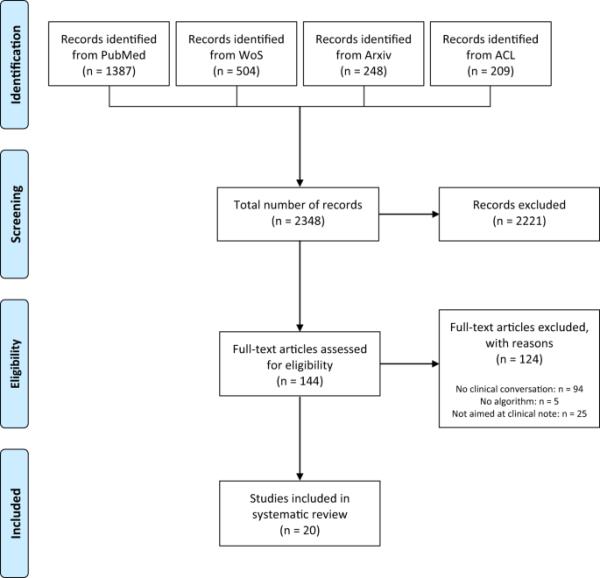 Identification
Records identified
from PubMed
(n = 1387)
Records identified
from WoS
(n = 504)
Records identified
from Arxiv
(n = 248)
Records identified
from ACL
(n = 209)
Screening
Total number of records
(n = 2348)
Records excluded
(n = 2221)
Eligibility
Full-text articles assessed
for eligibility
(n = 144)
Full-text articles excluded,
with reasons
(n = 124)
No clinical conversation: n = 94
No algorithm: n = 5
Not aimed at clinical note: n = 25
Included
Studies included in
systematic review
(n = 20)